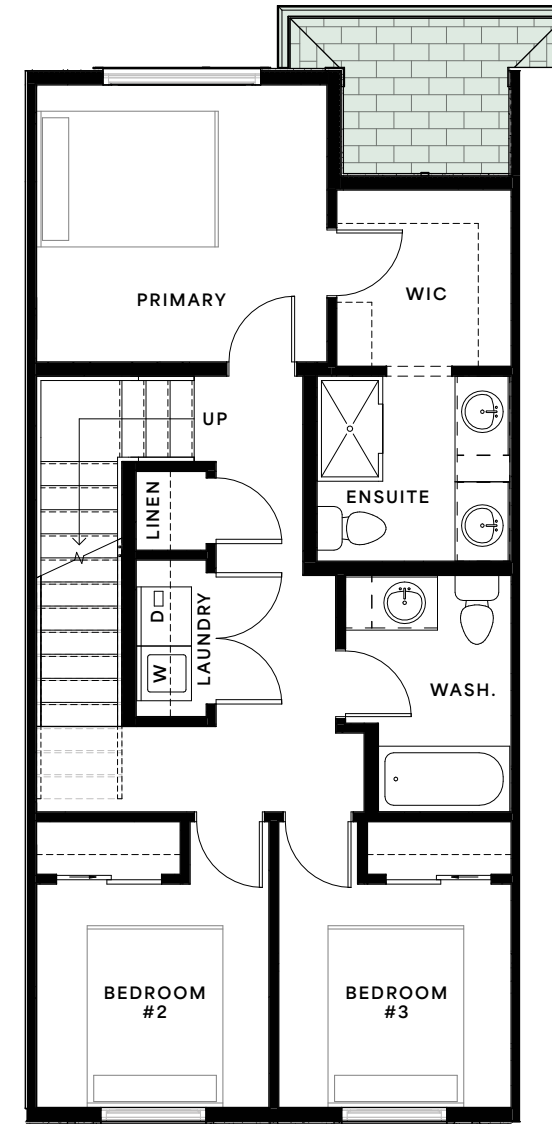 PRIMARY
WIC
UP
ENSUITE
LINEN
D
LAUNDRY
W
WASH.
BEDROOM
#2
BEDROOM
#3